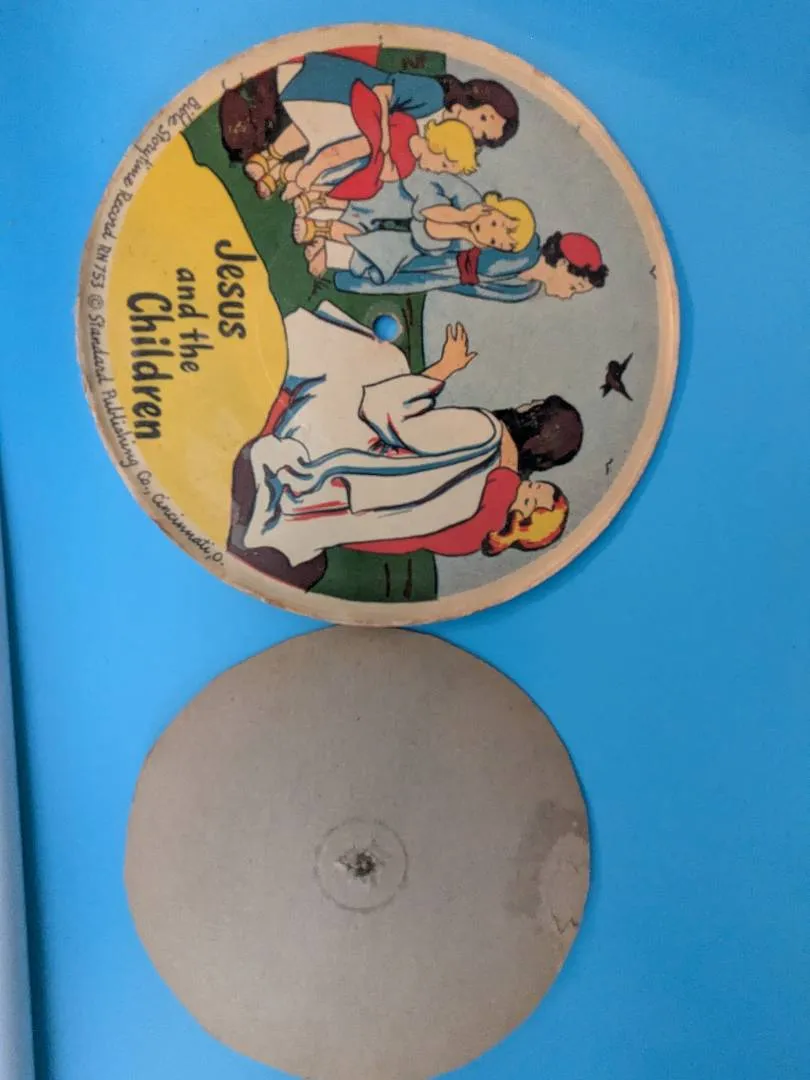 Jesus
and the
Children
Bible Storytime Record RN 753 © Standard Publishing Co., Cincinnati, O.